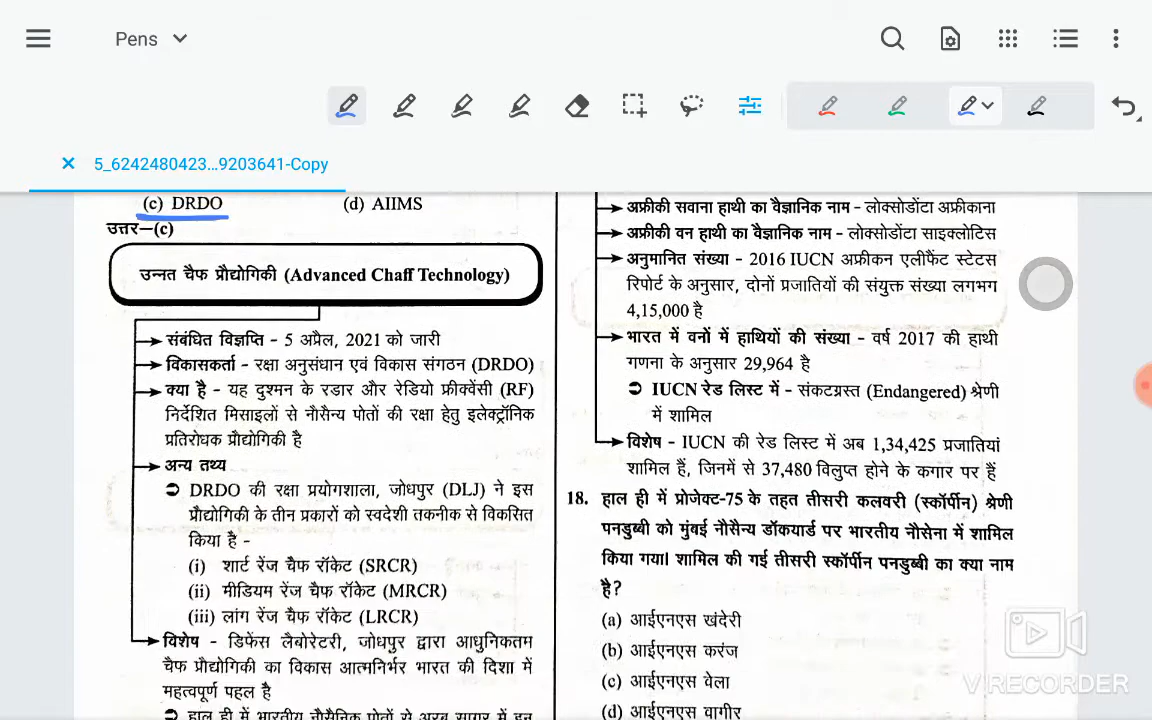 Pens
5_6242480423...9203641-Copy
(c) DRDO (d) AIIMS
उत्तर–(c)
उन्नत चैफ प्रौद्योगिकी (Advanced Chaff Technology)
संबंधित विज्ञप्ति - 5 अप्रैल, 2021 को जारी
विकासकर्ता - रक्षा अनुसंधान एवं विकास संगठन (DRDO)
क्या है - यह दुश्मन के रडार और रेडियो फ्रीक्वेंसी (RF)
निर्देशित मिसाइलों से नौसैन्य पोतों की रक्षा हेतु इलेक्ट्रॉनिक
प्रतिरोधक प्रौद्योगिकी है
अन्य तथ्य
DRDO की रक्षा प्रयोगशाला, जोधपुर (DLJ) ने इस
प्रौद्योगिकी के तीन प्रकारों को स्वदेशी तकनीक से विकसित
किया है -
(i) शार्ट रेंज चैफ रॉकेट (SRCR)
(ii) मीडियम रेंज चैफ रॉकेट (MRCR)
(iii) लांग रेंज चैफ रॉकेट (LRCR)
विशेष - डिफेंस लैबोरेटरी, जोधपुर द्वारा आधुनिकतम
चैफ प्रौद्योगिकी का विकास आत्मनिर्भर भारत की दिशा में
महत्वपूर्ण पहल है
हाल ही में भारतीय नौसैनिक पोतों से अरब सागर में इन
अफ्रीकी सवाना हाथी का वैज्ञानिक नाम - लोक्सोडोंटा अफ्रीकाना
अफ्रीकी वन हाथी का वैज्ञानिक नाम - लोक्सोडोंटा साइक्लोटिस
अनुमानित संख्या - 2016 IUCN अफ्रीकन एलीफैंट स्टेटस
रिपोर्ट के अनुसार, दोनों प्रजातियों की संयुक्त संख्या लगभग
4,15,000 है
भारत में वनों में हाथियों की संख्या - वर्ष 2017 की हाथी
गणना के अनुसार 29,964 है
IUCN रेड लिस्ट में - संकटग्रस्त (Endangered) श्रेणी
में शामिल
विशेष - IUCN की रेड लिस्ट में अब 1,34,425 प्रजातियां
शामिल हैं, जिनमें से 37,480 विलुप्त होने के कगार पर हैं
18. हाल ही में प्रोजेक्ट-75 के तहत तीसरी कलवरी (स्कॉर्पीन) श्रेणी
पनडुब्बी को मुंबई नौसैन्य डॉकयार्ड पर भारतीय नौसेना में शामिल
किया गया। शामिल की गई तीसरी स्कॉर्पीन पनडुब्बी का क्या नाम
है?
(a) आईएनएस खंदेरी
(b) आईएनएस करंज
(c) आईएनएस वेला
(d) आईएनएस वागीर
VIRECORDER